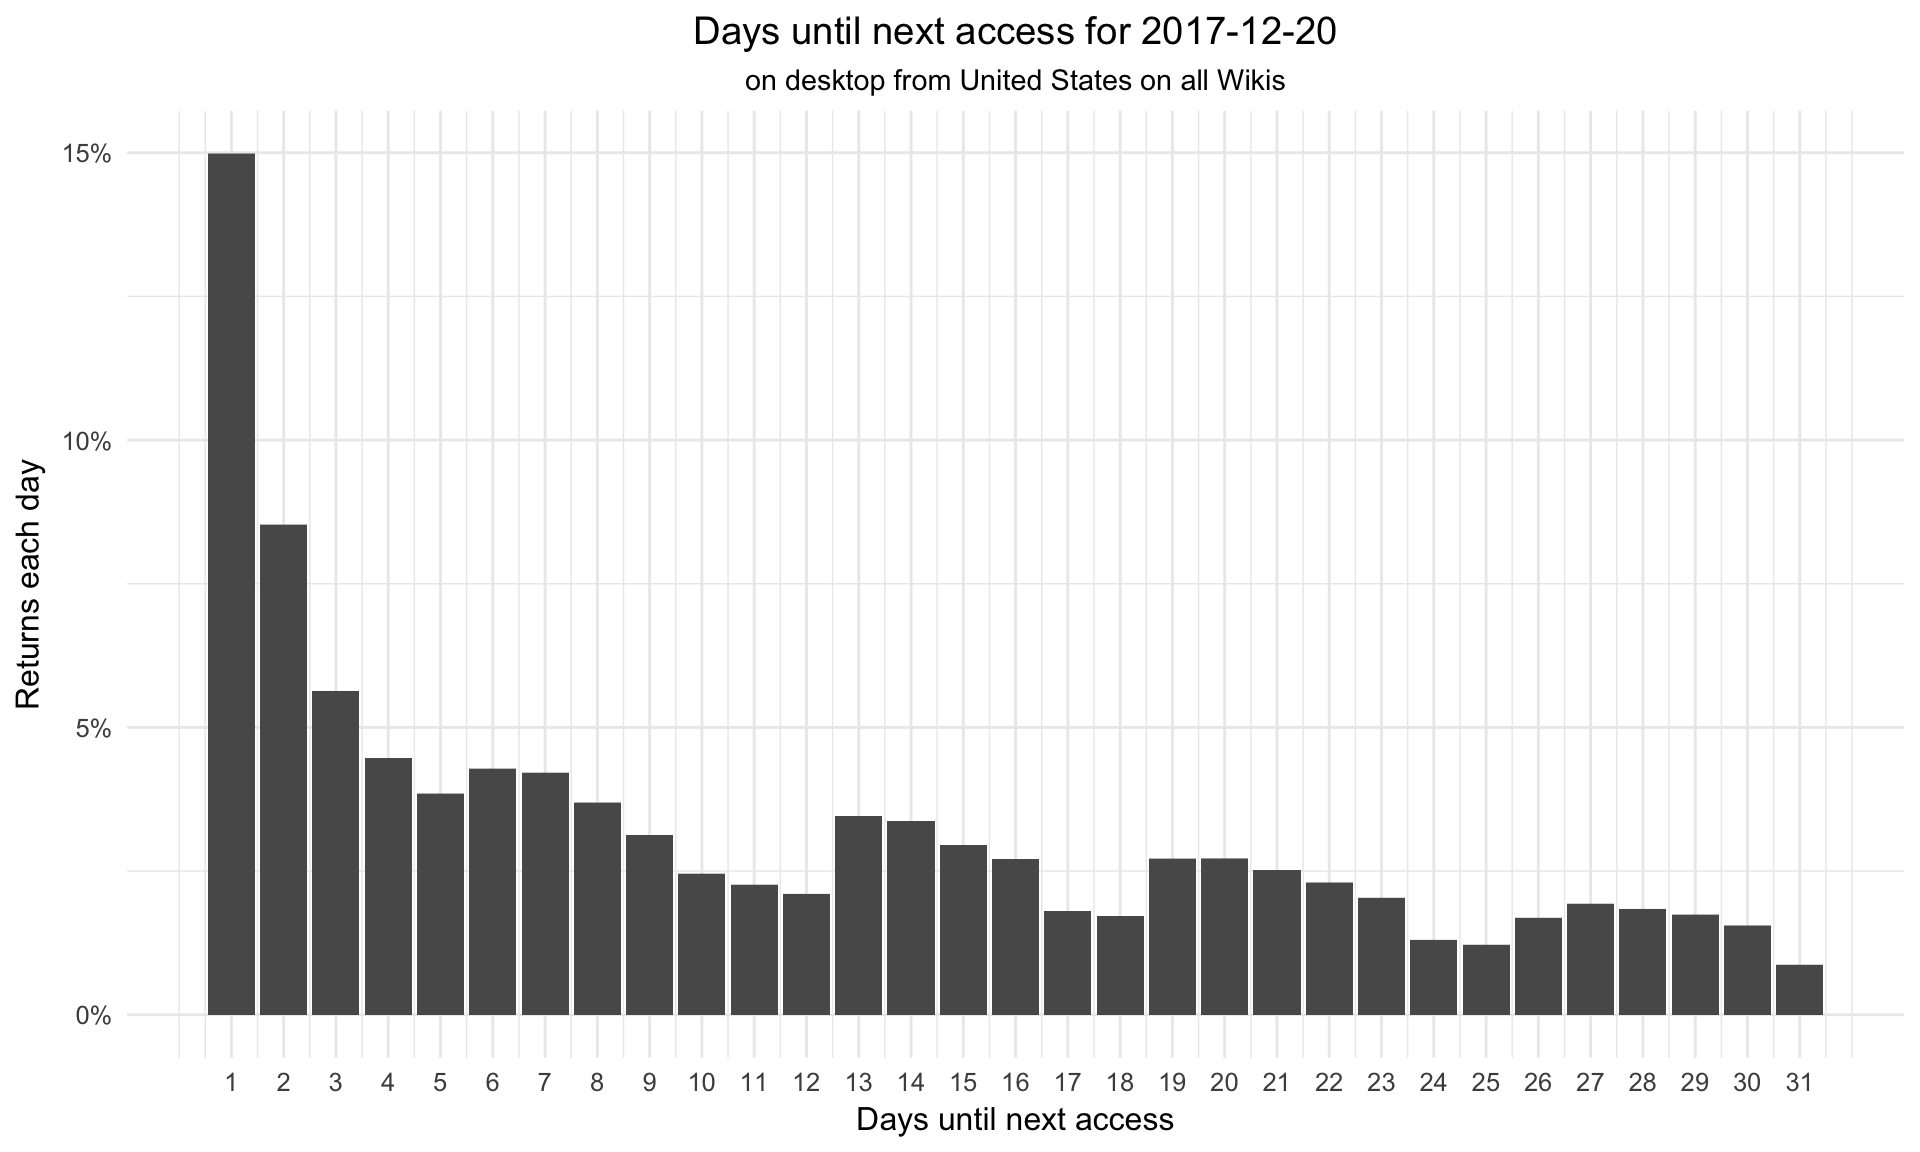 Days until next access for 2017-12-20
on desktop from United States on all Wikis
Returns each day
15%
10%
5%
0%
1 2 3 4 5 6 7 8 9 10 11 12 13 14 15 16 17 18 19 20 21 22 23 24 25 26 27 28 29 30 31
Days until next access